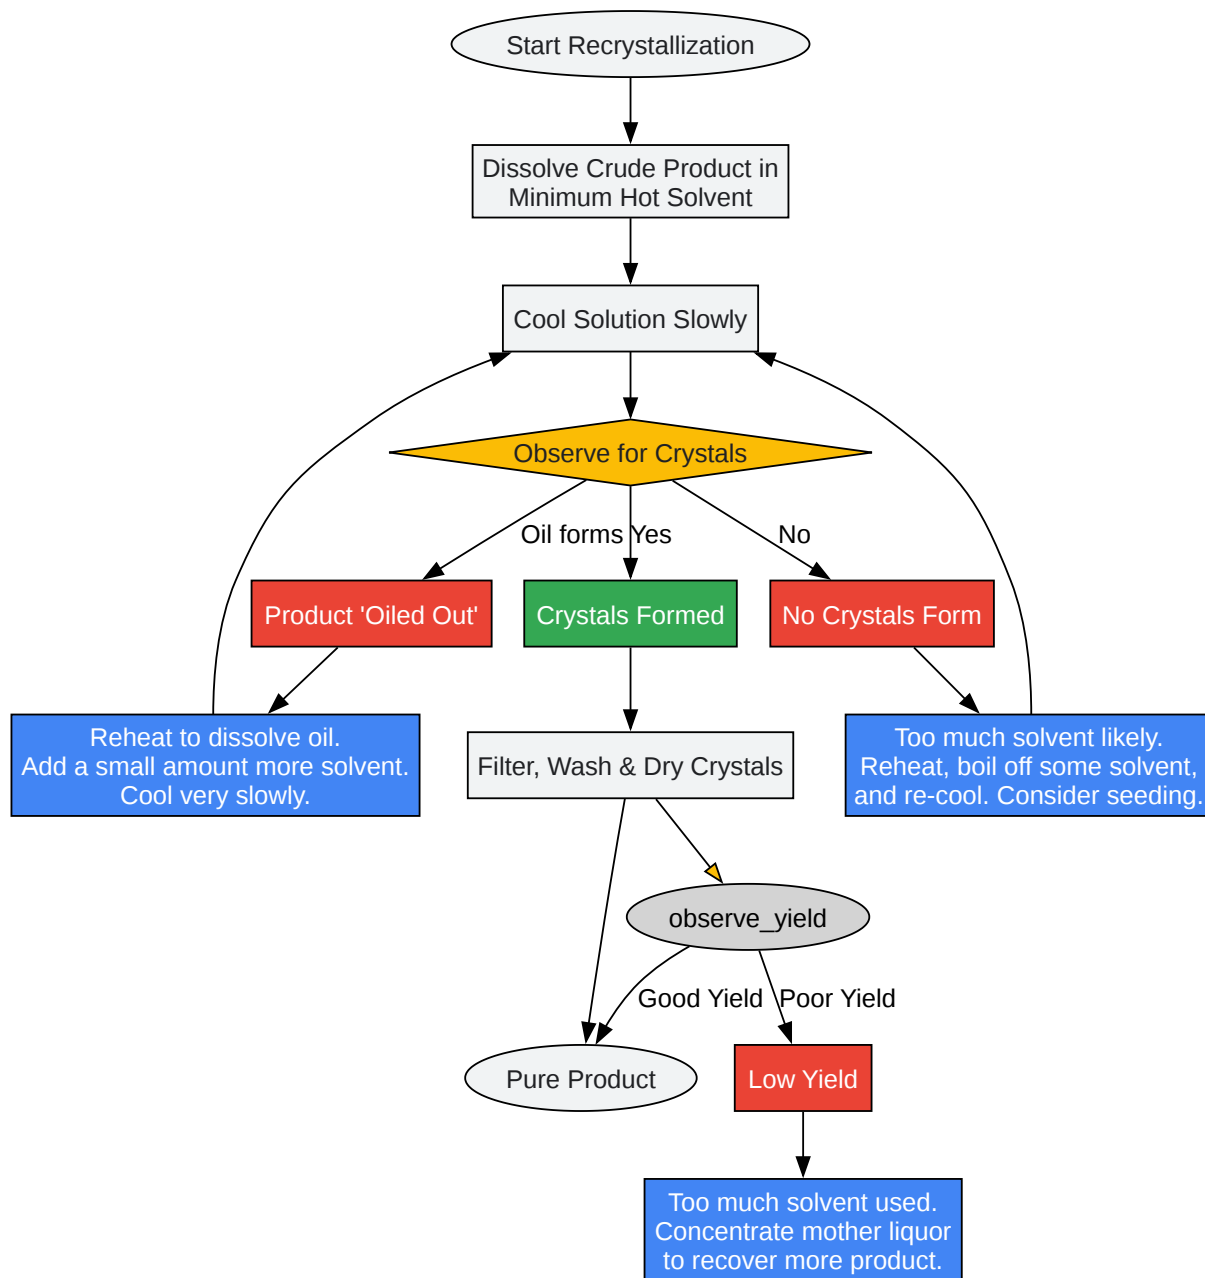 Start Recrystallization
Dissolve Crude Product in
Minimum Hot Solvent
Cool Solution Slowly
Observe for Crystals
Oil forms
Yes
No
Product 'Oiled Out'
Crystals Formed
No Crystals Form
Reheat to dissolve oil.
Add a small amount more solvent.
Cool very slowly.
Filter, Wash & Dry Crystals
Too much solvent likely.
Reheat, boil off some solvent,
and re-cool. Consider seeding.
observe_yield
Good Yield
Poor Yield
Pure Product
Low Yield
Too much solvent used.
Concentrate mother liquor
to recover more product.